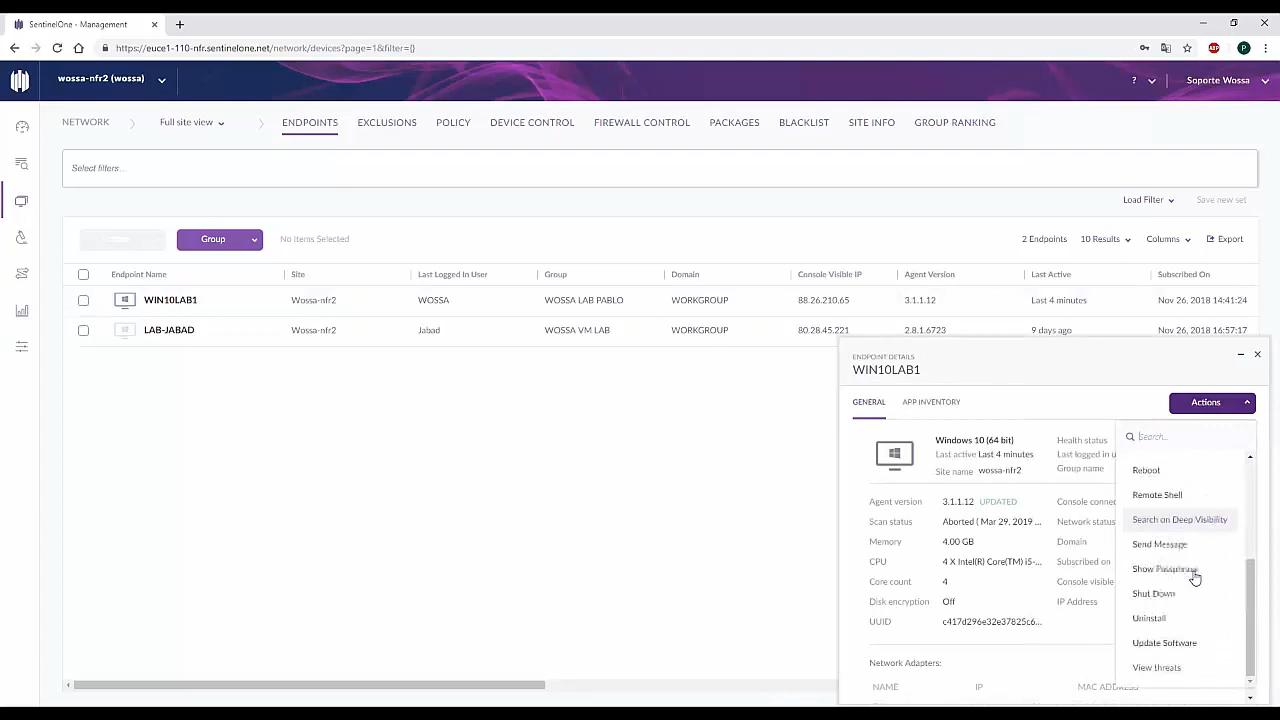 SentinelOne - Management
https://euce1-110-nfr.sentinelone.net/network/devices?page=1&filter={}
ABP
P
wossa-nfr2 (wossa)
?
Soporte Wossa
NETWORK
Full site view
ENDPOINTS
EXCLUSIONS
POLICY
DEVICE CONTROL
FIREWALL CONTROL
PACKAGES
BLACKLIST
SITE INFO
GROUP RANKING
Select filters...
Load Filter
Save new set
Group
No Items Selected
2 Endpoints
10 Results
Columns
Export
Endpoint Name Site Last Logged In User Group Domain Console Visible IP Agent Version Last Active Subscribed On
WIN10LAB1 Wossa-nfr2 WOSSA WOSSA LAB PABLO WORKGROUP 88.26.210.65 3.1.1.12 Last 4 minutes Nov 26, 2018 14:41:24
LAB-JABAD Wossa-nfr2 Jabad WOSSA VM LAB WORKGROUP 80.28.45.221 2.8.1.6723 9 days ago Nov 26, 2018 16:57:17
ENDPOINT DETAILS
WIN10LAB1
GENERAL
APP INVENTORY
Actions
Windows 10 (64 bit)
Last active Last 4 minutes
Site name wossa-nfr2
Health status
Last logged in u
Group name
Agent version 3.1.1.12 UPDATED
Scan status Aborted ( Mar 29, 2019 ...
Memory 4.00 GB
CPU 4 X Intel(R) Core(TM) i5-...
Core count 4
Disk encryption Off
UUID c417d296e32e37825c6...
Console connec
Network status
Domain
Subscribed on
Console visible
IP Address
Network Adapters:
NAME IP MAC ADDRESS
Search...
Reboot
Remote Shell
Search on Deep Visibility
Send Message
Show Passphrase
Shut Down
Uninstall
Update Software
View threats